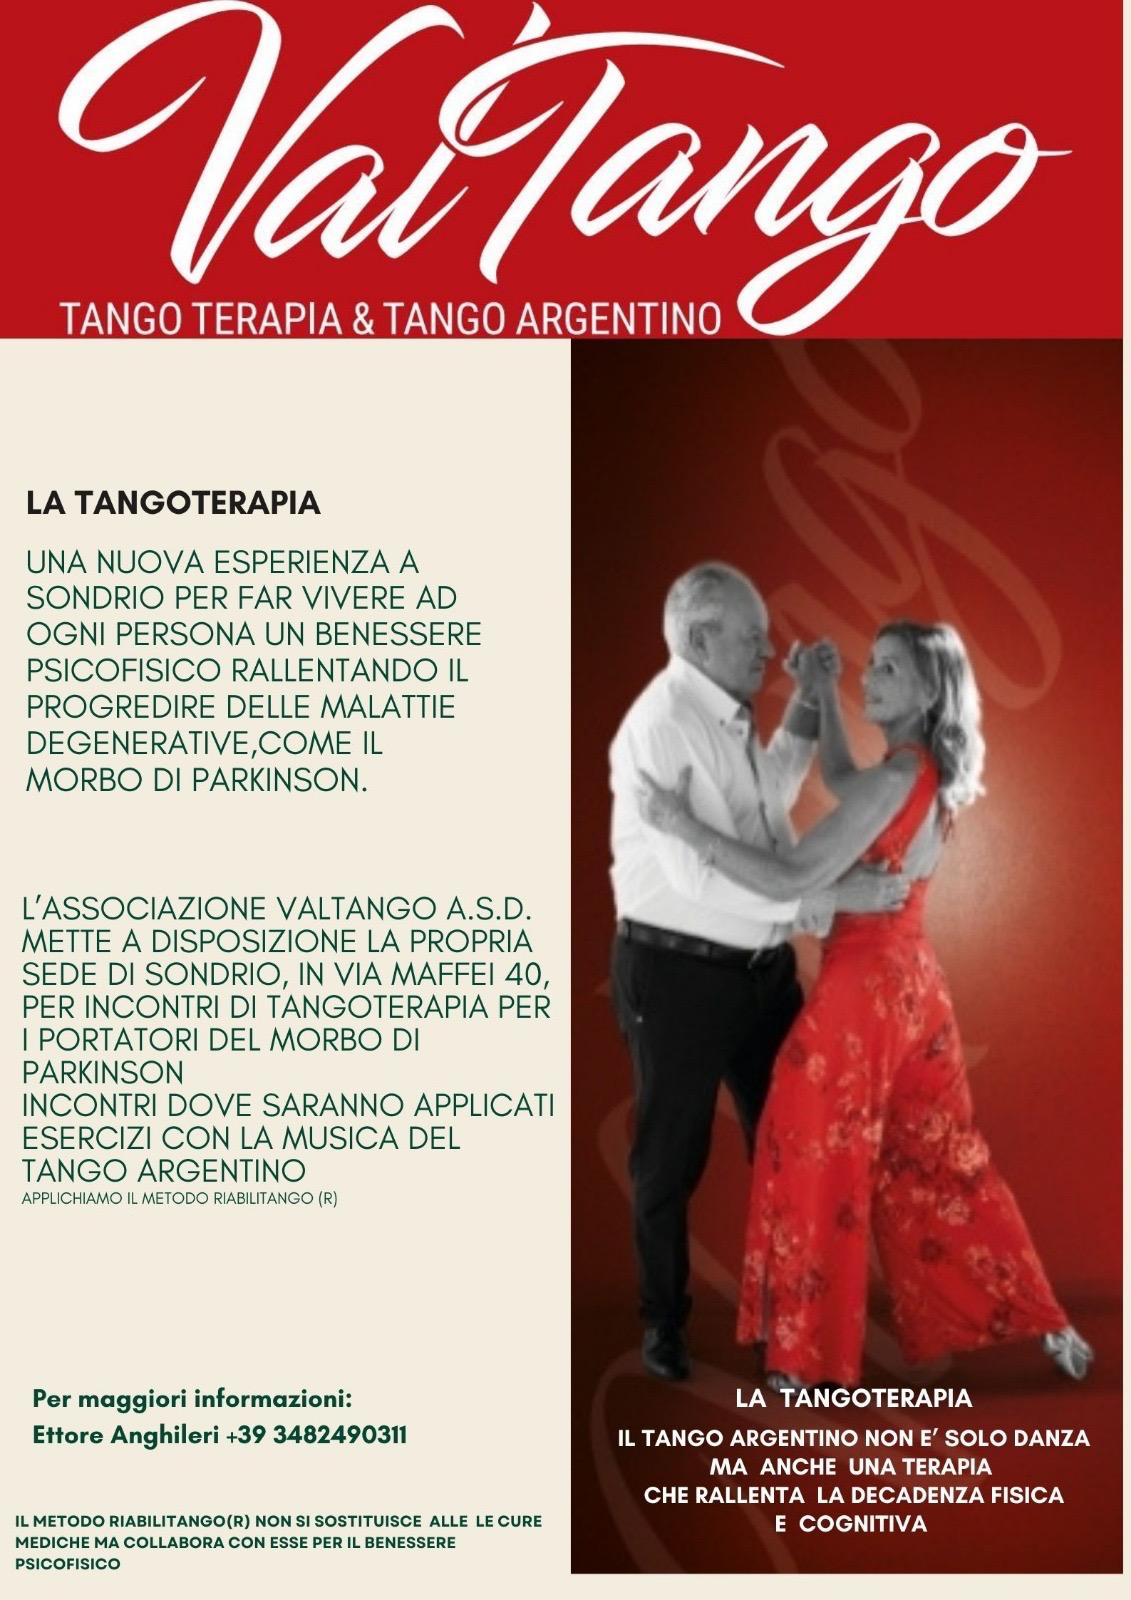 ValTango
TANGO TERAPIA & TANGO ARGENTINO
LA TANGOTERAPIA
UNA NUOVA ESPERIENZA A
SONDRIO PER FAR VIVERE AD
OGNI PERSONA UN BENESSERE
PSICOFISICO RALLENTANDO IL
PROGREDIRE DELLE MALATTIE
DEGENERATIVE,COME IL
MORBO DI PARKINSON.
L'ASSOCIAZIONE VALTANGO A.S.D.
METTE A DISPOSIZIONE LA PROPRIA
SEDE DI SONDRIO, IN VIA MAFFEI 40,
PER INCONTRI DI TANGOTERAPIA PER
I PORTATORI DEL MORBO DI
PARKINSON
INCONTRI DOVE SARANNO APPLICATI
ESERCIZI CON LA MUSICA DEL
TANGO ARGENTINO
APPLICHIAMO IL METODO RIABILITANGO (R)
Per maggiori informazioni:
Ettore Anghileri +39 3482490311
IL METODO RIABILITANGO(R) NON SI SOSTITUISCE ALLE LE CURE
MEDICHE MA COLLABORA CON ESSE PER IL BENESSERE
PSICOFISICO
LA TANGOTERAPIA
IL TANGO ARGENTINO NON E' SOLO DANZA
MA ANCHE UNA TERAPIA
CHE RALLENTA LA DECADENZA FISICA
E COGNITIVA